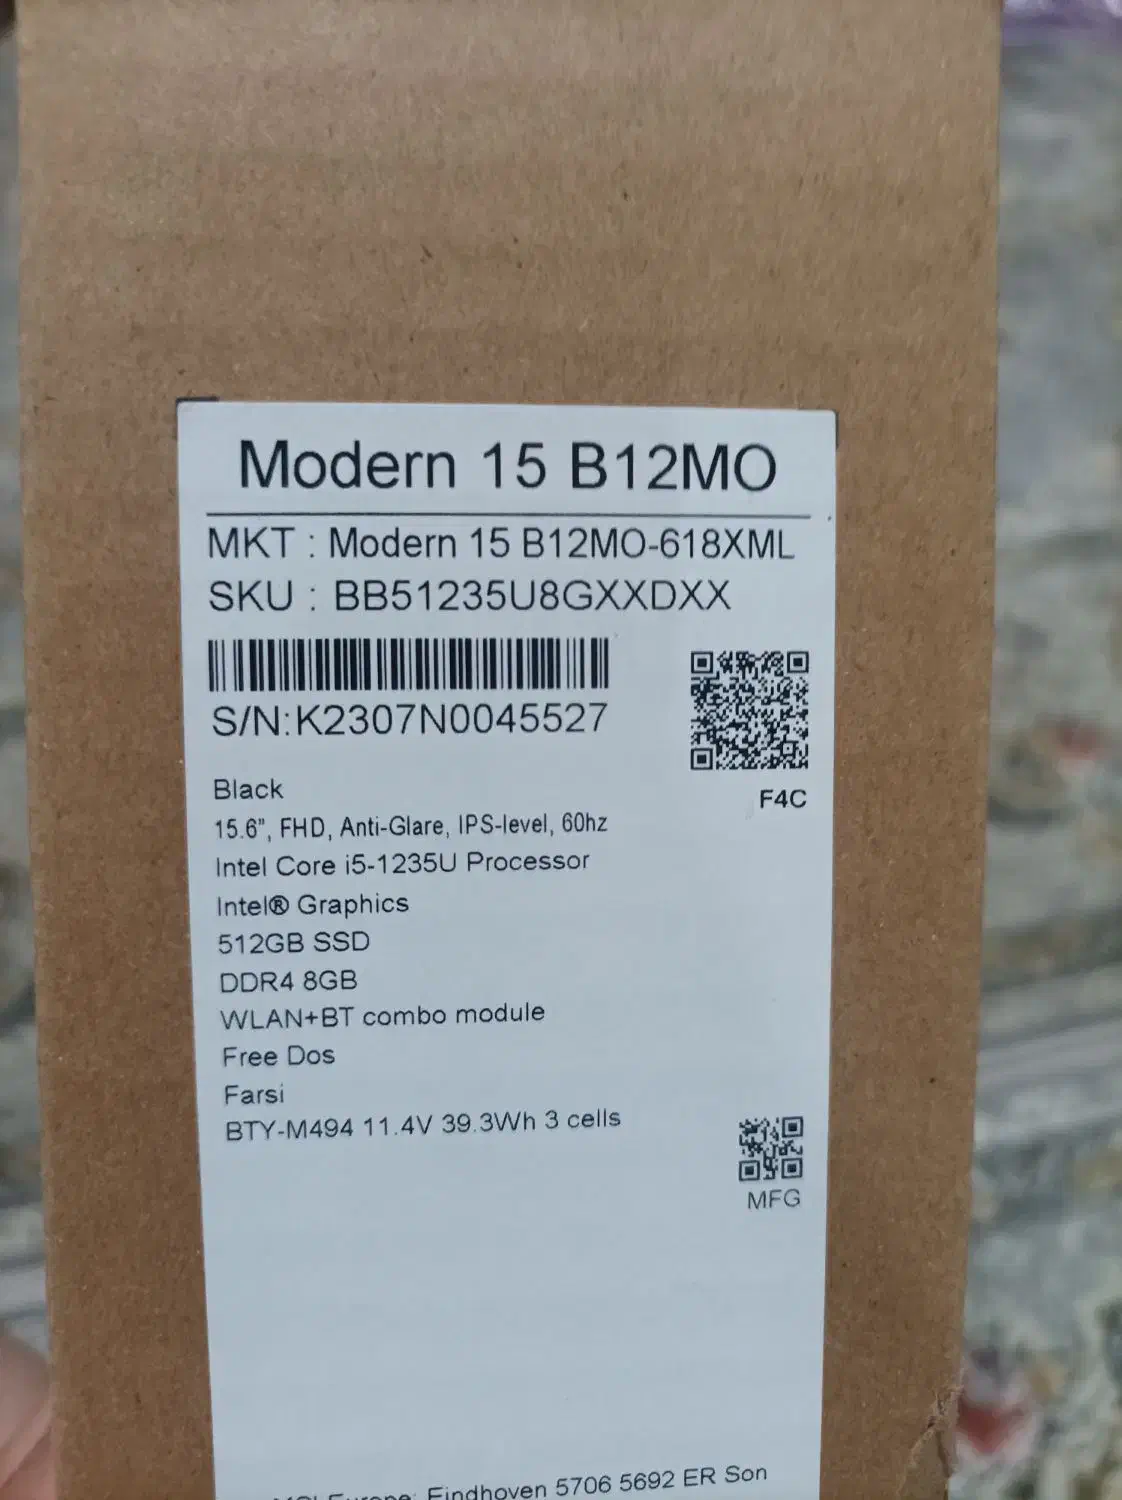 Modern 15 B12MO
MKT : Modern 15 B12MO-618XML
SKU : BB51235U8GXXDXX
S/N:K2307N0045527
F4C
Black
15.6”, FHD, Anti-Glare, IPS-level, 60hz
Intel Core i5-1235U Processor
Intel® Graphics
512GB SSD
DDR4 8GB
WLAN+BT combo module
Free Dos
Farsi
BTY-M494 11.4V 39.3Wh 3 cells
MFG
MSI Europe: Eindhoven 5706 5692 ER Son